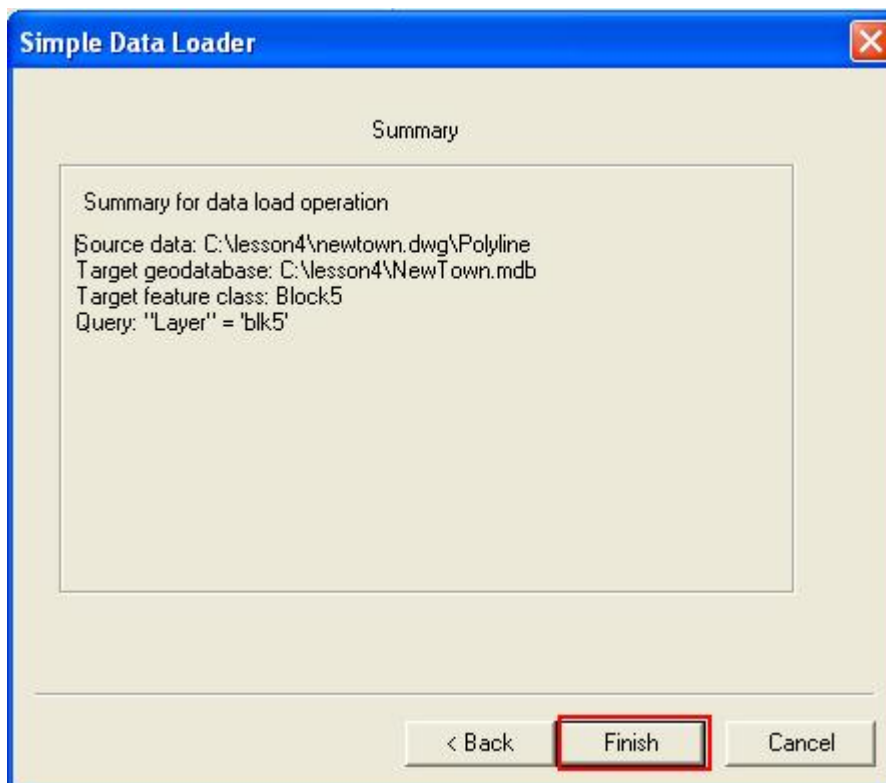 Simple Data Loader
Summary
Summary for data load operation
Source data: C:\lesson4\newtown.dwg\Polyline
Target geodatabase: C:\lesson4\NewTown.mdb
Target feature class: Block5
Query: "Layer" = 'blk5'
< Back
Finish
Cancel